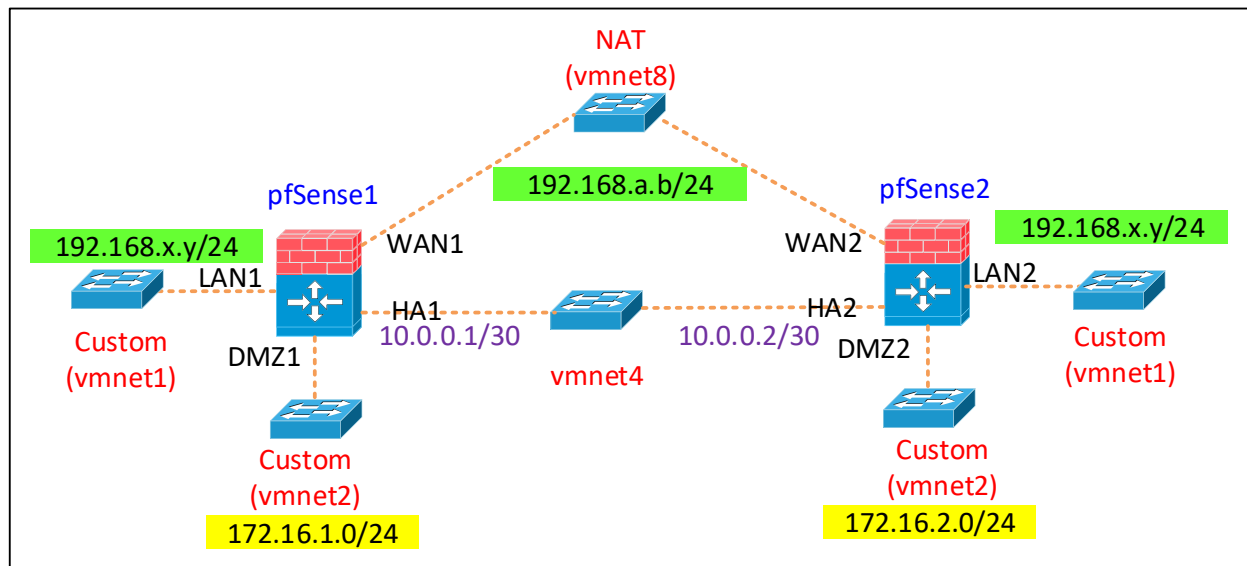 NAT
(vmnet8)
pfSense1
192.168.a.b/24
pfSense2
192.168.x.y/24
WAN1
WAN2
192.168.x.y/24
LAN1
LAN2
HA1
HA2
10.0.0.1/30
10.0.0.2/30
Custom
(vmnet1)
DMZ1
vmnet4
DMZ2
Custom
(vmnet1)
Custom
(vmnet2)
172.16.1.0/24
Custom
(vmnet2)
172.16.2.0/24